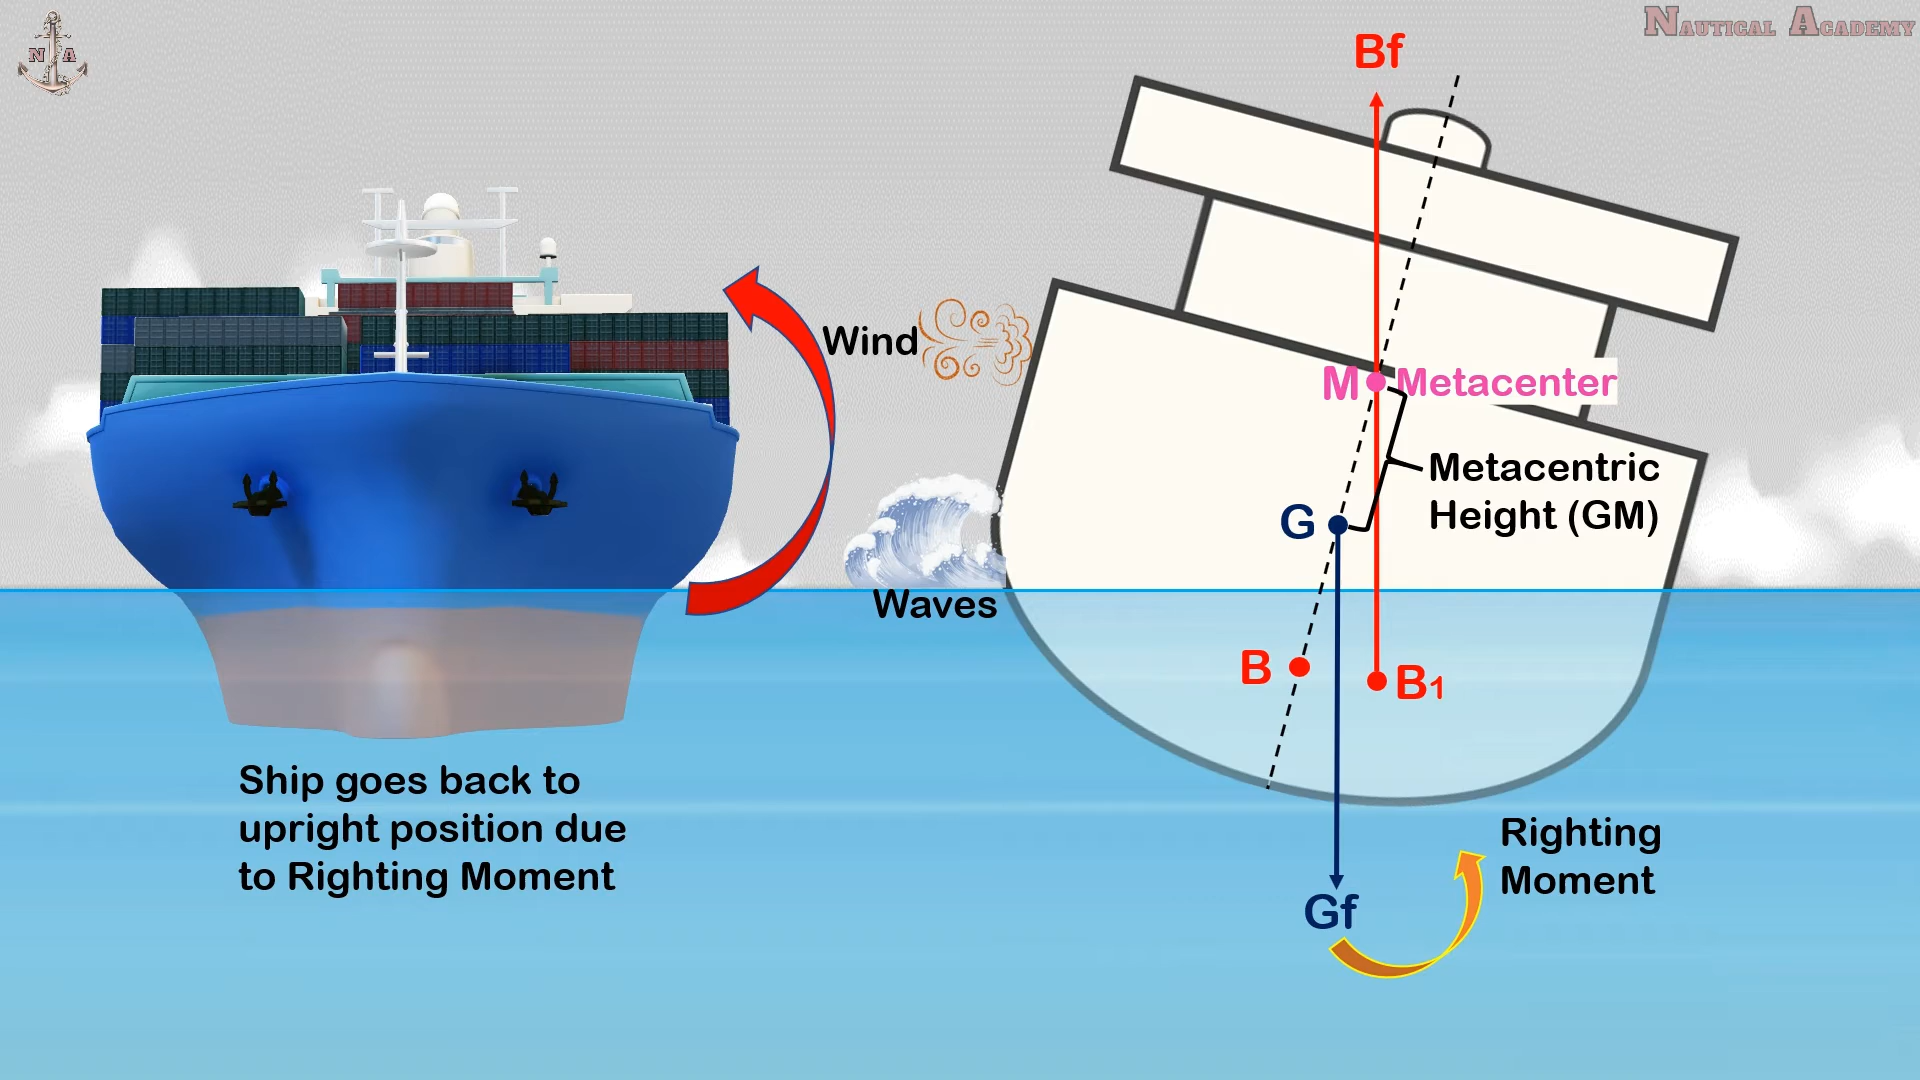 N A
NAUTICAL ACADEMY
Bf
Wind
M Metacenter
Metacentric
Height (GM)
G
Waves
B
B1
Ship goes back to
upright position due
to Righting Moment
Righting
Moment
Gf